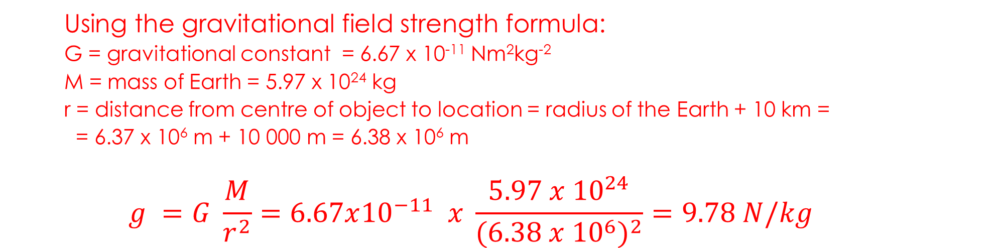 Using the gravitational field strength formula:
G = gravitational constant = 6.67 x 10⁻¹¹ Nm²kg⁻²
M = mass of Earth = 5.97 x 10²⁴ kg
r = distance from centre of object to location = radius of the Earth + 10 km =
= 6.37 x 10⁶ m + 10 000 m = 6.38 x 10⁶ m
g = G M/r² = 6.67x10⁻¹¹ x 5.97 x 10²⁴/(6.38 x 10⁶)² = 9.78 N/kg